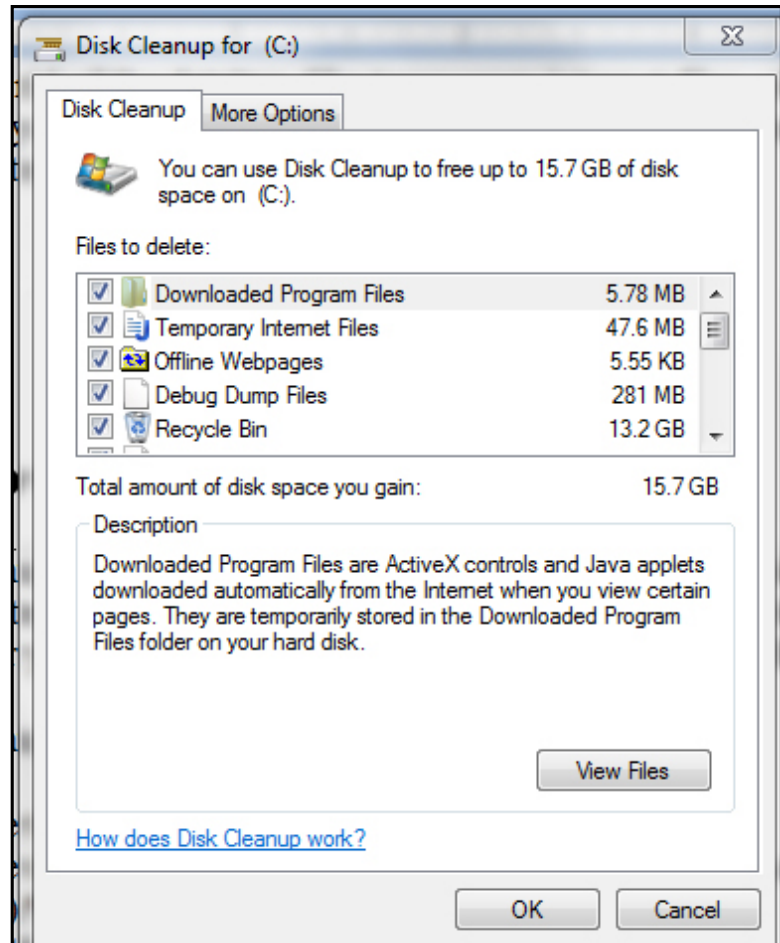 Disk Cleanup for (C:)
Disk Cleanup
More Options
You can use Disk Cleanup to free up to 15.7 GB of disk
space on (C:).
Files to delete:
Downloaded Program Files 5.78 MB
Temporary Internet Files 47.6 MB
Offline Webpages 5.55 KB
Debug Dump Files 281 MB
Recycle Bin 13.2 GB
Total amount of disk space you gain: 15.7 GB
Description
Downloaded Program Files are ActiveX controls and Java applets
downloaded automatically from the Internet when you view certain
pages. They are temporarily stored in the Downloaded Program
Files folder on your hard disk.
View Files
How does Disk Cleanup work?
OK
Cancel